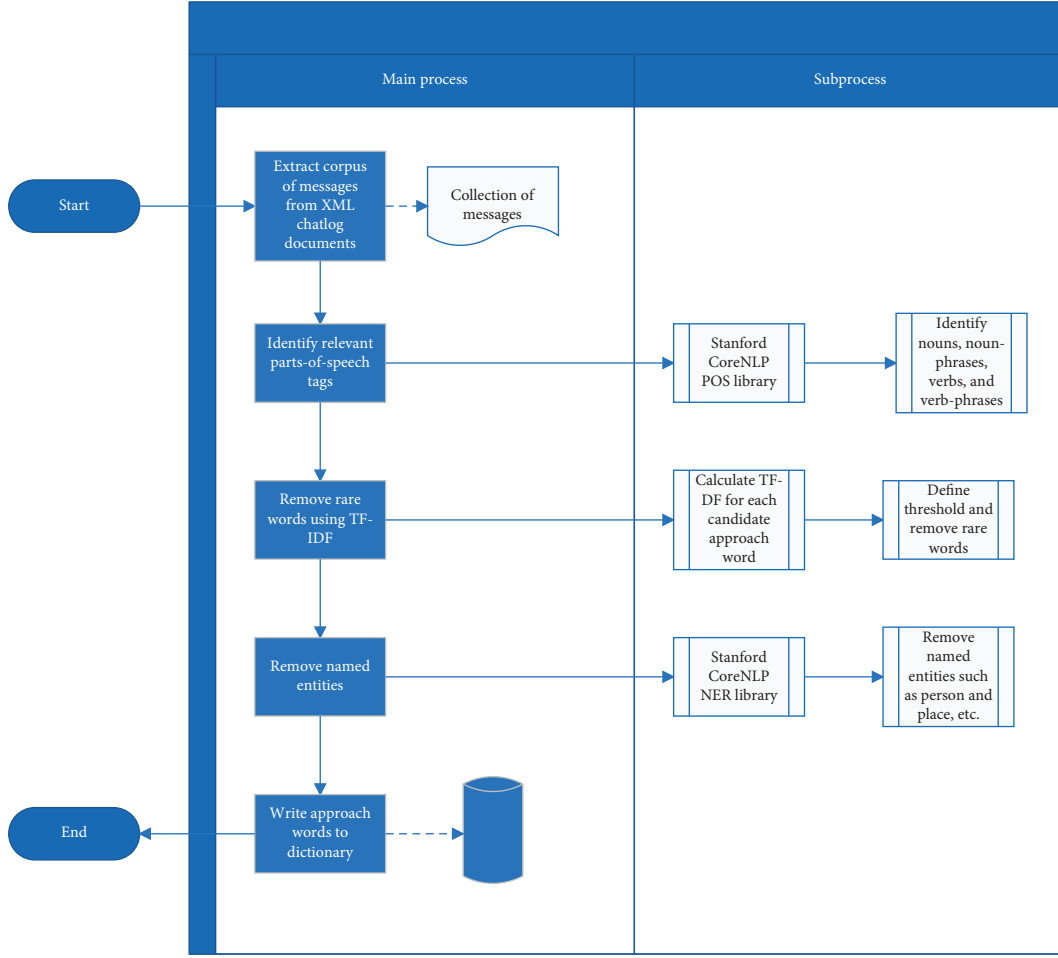 Main process
Subprocess
Start
Extract corpus
of messages
from XML
chatlog
documents
Collection of
messages
Identify relevant
parts-of-speech
tags
Stanford
CoreNLP
POS library
Identify
nouns, noun-
phrases,
verbs, and
verb-phrases
Remove rare
words using TF-
IDF
Calculate TF-
DF for each
candidate
approach
word
Define
threshold and
remove rare
words
Remove named
entities
Stanford
CoreNLP
NER library
Remove
named
entities such
as person and
place, etc.
End
Write approach
words to
dictionary